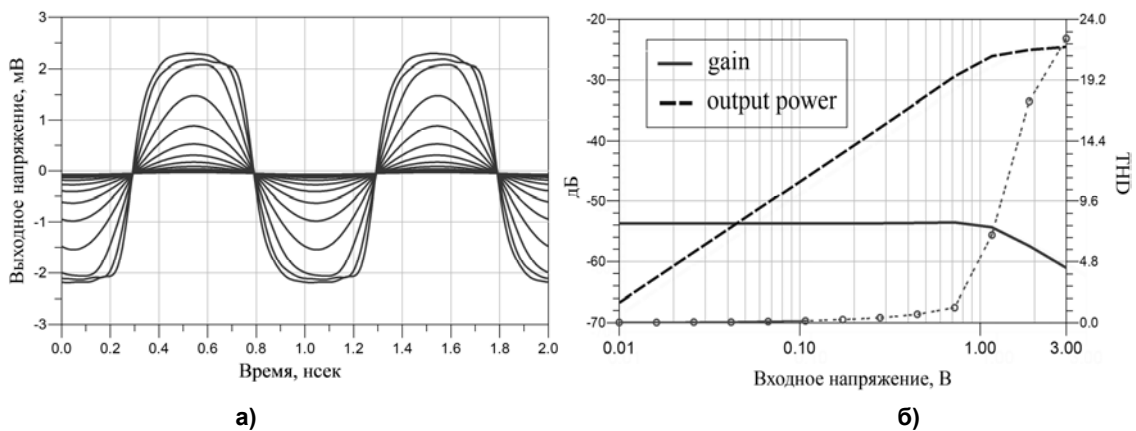 Выходное напряжение, мВ
3
2
1
0
-1
-2
-3
0.0 0.2 0.4 0.6 0.8 1.0 1.2 1.4 1.6 1.8 2.0
Время, нсек
а)
дБ
-20
-30
-40
-50
-60
-70
gain
output power
24.0
19.2
14.4
9.6
4.8
0.0
THD
0.01 0.10 1.00 3.00
Входное напряжение, В
б)